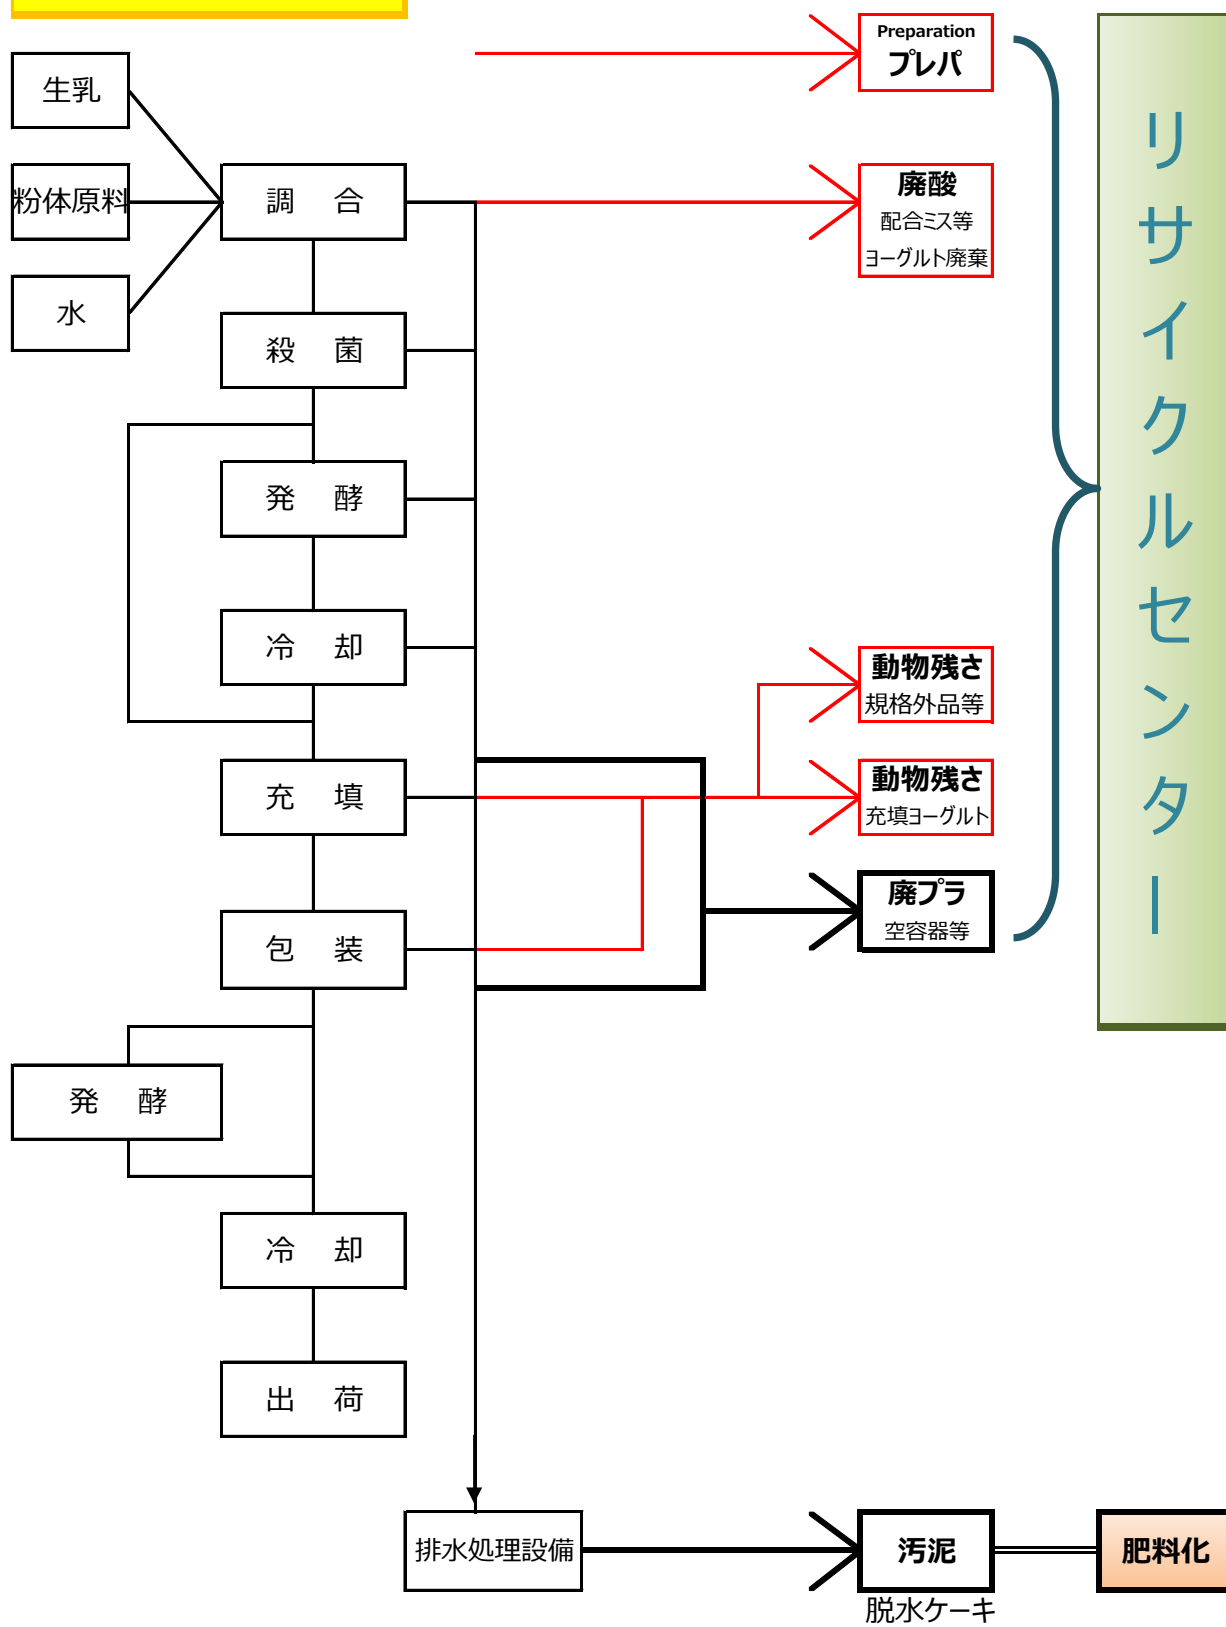 Preparation
プレパ
生乳
粉体原料
水
調　合
廃酸
配合ミス等
ヨーグルト廃棄
殺　菌
発　酵
冷　却
動物残さ
規格外品等
充　填
動物残さ
充填ヨーグルト
廃プラ
空容器等
包　装
リサイクルセンター
発　酵
冷　却
出　荷
排水処理設備
汚泥
脱水ケーキ
肥料化